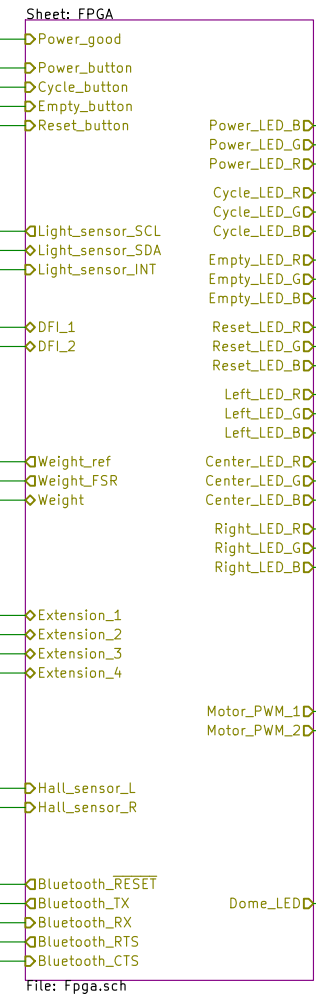 Sheet: FPGA
Power_good
Power_button
Cycle_button
Empty_button
Reset_button
Power_LED_B
Power_LED_G
Power_LED_R
Cycle_LED_R
Cycle_LED_G
Cycle_LED_B
Light_sensor_SCL
Light_sensor_SDA
Light_sensor_INT
Empty_LED_R
Empty_LED_G
Empty_LED_B
DFI_1
DFI_2
Reset_LED_R
Reset_LED_G
Reset_LED_B
Left_LED_R
Left_LED_G
Left_LED_B
Weight_ref
Weight_FSR
Weight
Center_LED_R
Center_LED_G
Center_LED_B
Right_LED_R
Right_LED_G
Right_LED_B
Extension_1
Extension_2
Extension_3
Extension_4
Motor_PWM_1
Motor_PWM_2
Hall_sensor_L
Hall_sensor_R
Bluetooth_RESET
Bluetooth_TX
Bluetooth_RX
Bluetooth_RTS
Bluetooth_CTS
Dome_LED
File: Fpga.sch